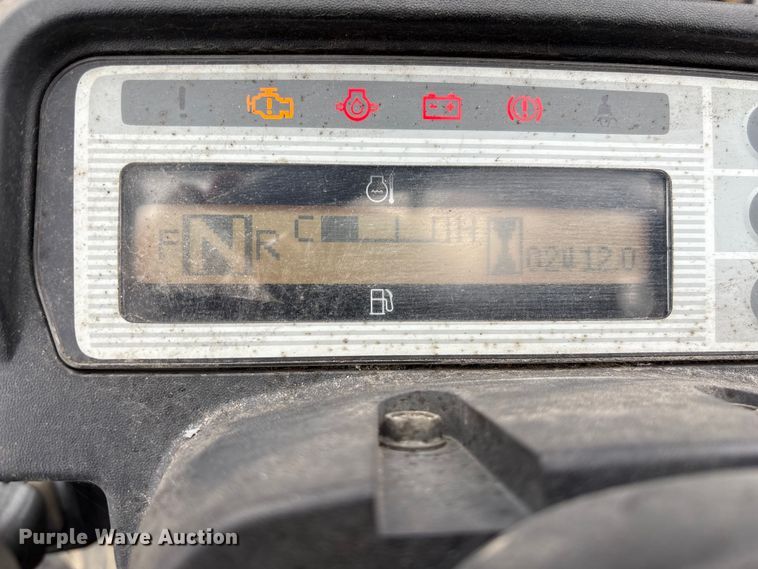 F N R C H 02412.0
Purple Wave Auction